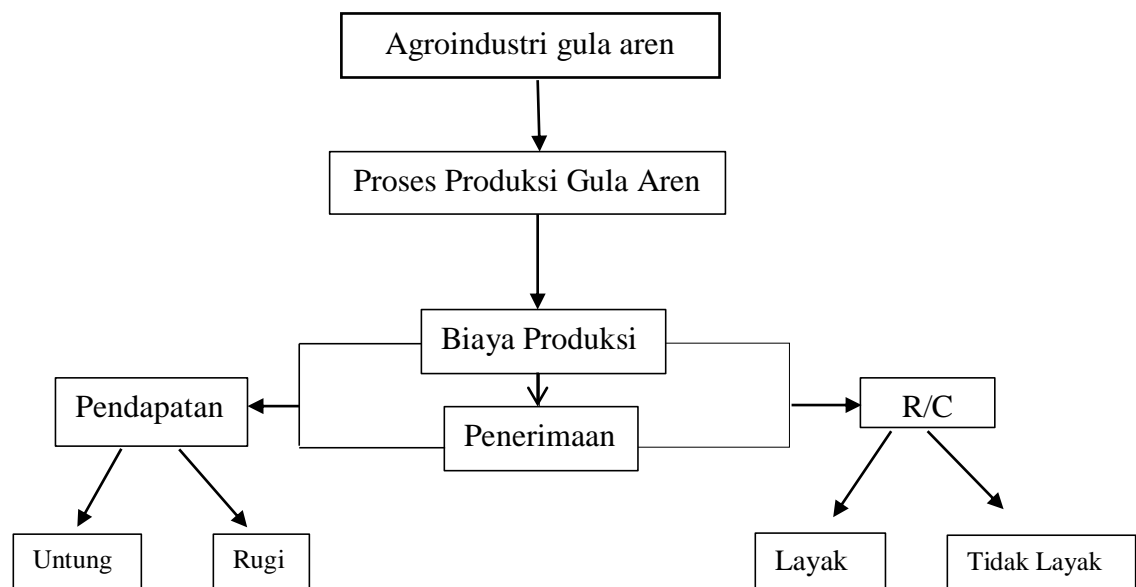 Agroindustri gula aren
Proses Produksi Gula Aren
Biaya Produksi
Pendapatan
Penerimaan
R/C
Untung
Rugi
Layak
Tidak Layak